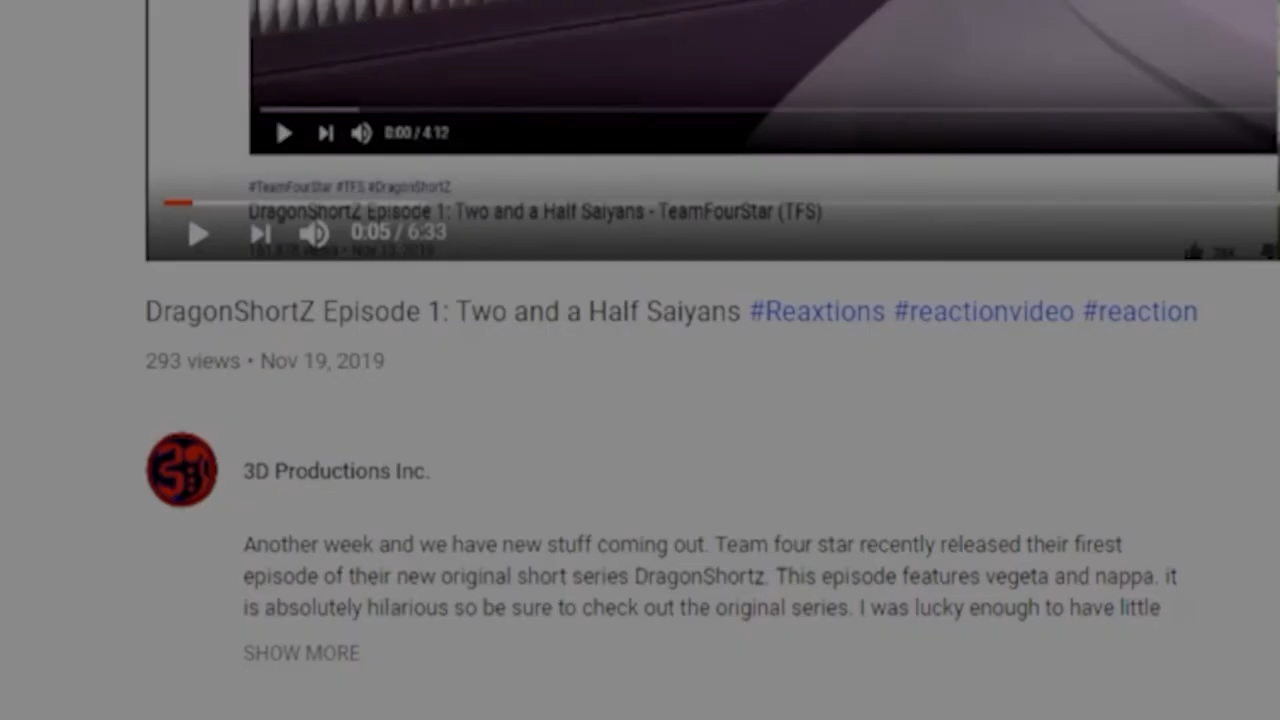 0:00 / 4:12
#TeamFourStar #TFS #DragonShortZ
DragonShortZ Episode 1: Two and a Half Saiyans - TeamFourStar (TFS)
0:05 / 6:33
DragonShortZ Episode 1: Two and a Half Saiyans #Reaxtions #reactionvideo #reaction
293 views • Nov 19, 2019
3D Productions Inc.
Another week and we have new stuff coming out. Team four star recently released their firest
episode of their new original short series DragonShortz. This episode features vegeta and nappa. it
is absolutely hilarious so be sure to check out the original series. I was lucky enough to have little
SHOW MORE